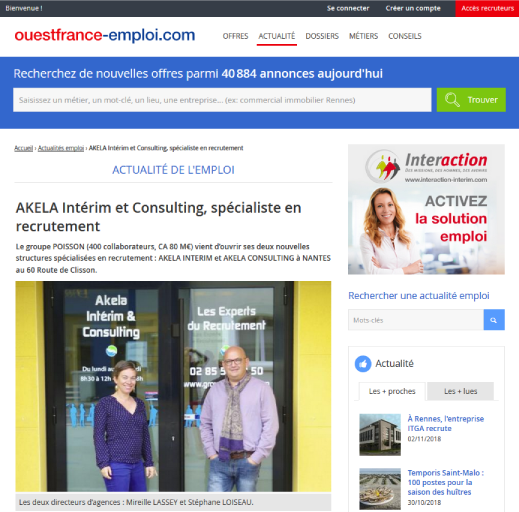 Bienvenue !
Se connecter
Créer un compte
Accès recruteurs
ouestfrance-emploi.com
OFFRES
ACTUALITÉ
DOSSIERS
MÉTIERS
CONSEILS
Recherchez de nouvelles offres parmi 40 884 annonces aujourd'hui
Saisissez un métier, un mot-clé, un lieu, une entreprise... (ex: commercial immobilier Rennes)
Trouver
Accueil › Actualités emploi › AKELA Intérim et Consulting, spécialiste en recrutement
ACTUALITÉ DE L'EMPLOI
AKELA Intérim et Consulting, spécialiste en
recrutement
Le groupe POISSON (400 collaborateurs, CA 80 M€) vient d'ouvrir ses deux nouvelles
structures spécialisées en recrutement : AKELA INTERIM et AKELA CONSULTING à NANTES
au 60 Route de Clisson.
Akela
Intérim &
Consulting
Du lundi au
8h30 à 12h
Les Experts
du Recrutement
02 85 5
Les deux directeurs d'agences : Mireille LASSEY et Stéphane LOISEAU.
Interaction
DES MISSIONS, DES HOMMES, DES AVENIRS
www.interaction-interim.com
ACTIVEZ
la solution
emploi
Rechercher une actualité emploi
Mots-clés
Actualité
Les + proches
Les + lues
À Rennes, l'entreprise
ITGA recrute
02/11/2018
Temporis Saint-Malo :
100 postes pour la
saison des huîtres
30/10/2018